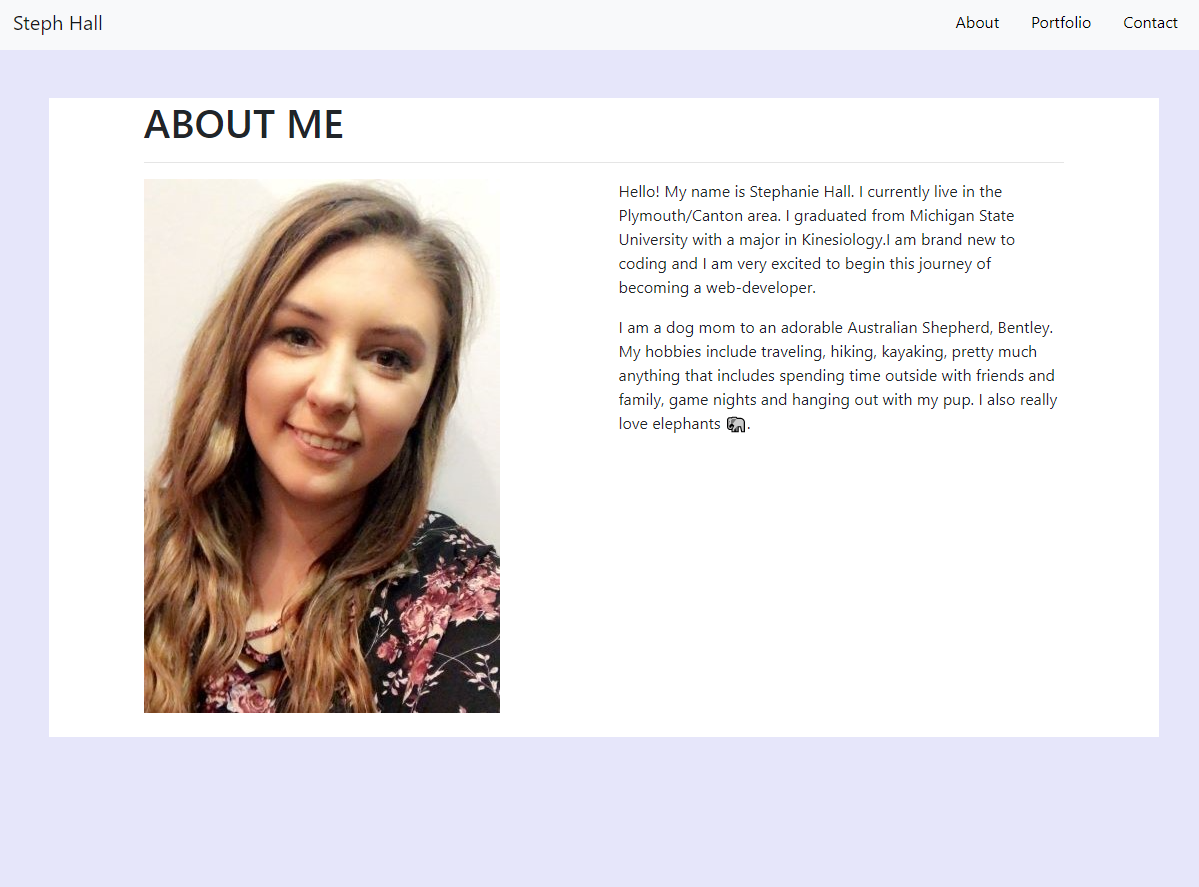 Steph Hall
About
Portfolio
Contact
ABOUT ME
Hello! My name is Stephanie Hall. I currently live in the
Plymouth/Canton area. I graduated from Michigan State
University with a major in Kinesiology.I am brand new to
coding and I am very excited to begin this journey of
becoming a web-developer.
I am a dog mom to an adorable Australian Shepherd, Bentley.
My hobbies include traveling, hiking, kayaking, pretty much
anything that includes spending time outside with friends and
family, game nights and hanging out with my pup. I also really
love elephants 🐘.